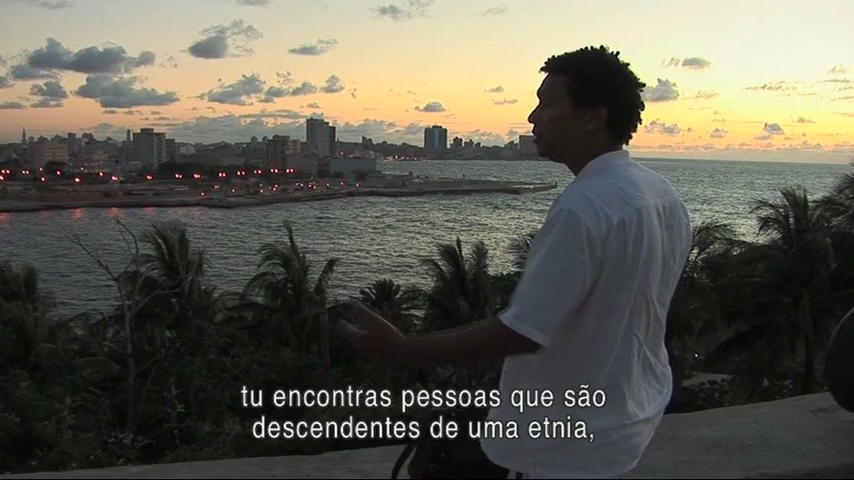 tu encontras pessoas que são
descendentes de uma etnia,